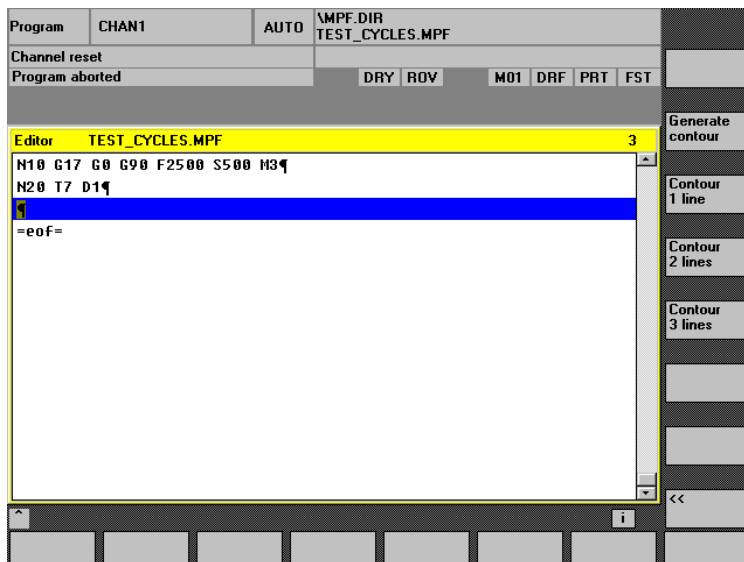 Program CHAN1 AUTO \MPF.DIR
TEST_CYCLES.MPF
Channel reset
Program aborted DRY ROV M01 DRF PRT FST
Editor TEST_CYCLES.MPF 3
N10 G17 G0 G90 F2500 S500 M3¶
N20 T7 D1¶
¶
=eof=
Generate
contour
Contour
1 line
Contour
2 lines
Contour
3 lines
<<
^ i